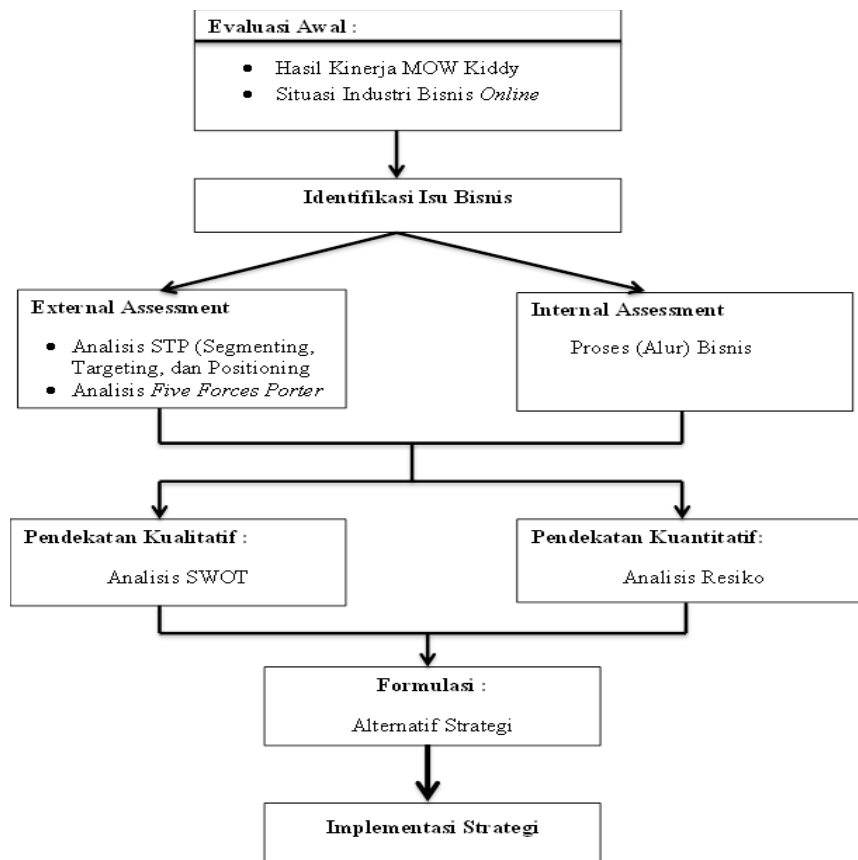 Evaluasi Awal :
• Hasil Kinerja MOW Kiddy
• Situasi Industri Bisnis Online
Identifikasi Isu Bisnis
External Assessment
• Analisis STP (Segmenting,
Targeting, dan Positioning
• Analisis Five Forces Porter
Internal Assessment
Proses (Alur) Bisnis
Pendekatan Kualitatif :
Analisis SWOT
Pendekatan Kuantitatif:
Analisis Resiko
Formulasi :
Alternatif Strategi
Implementasi Strategi